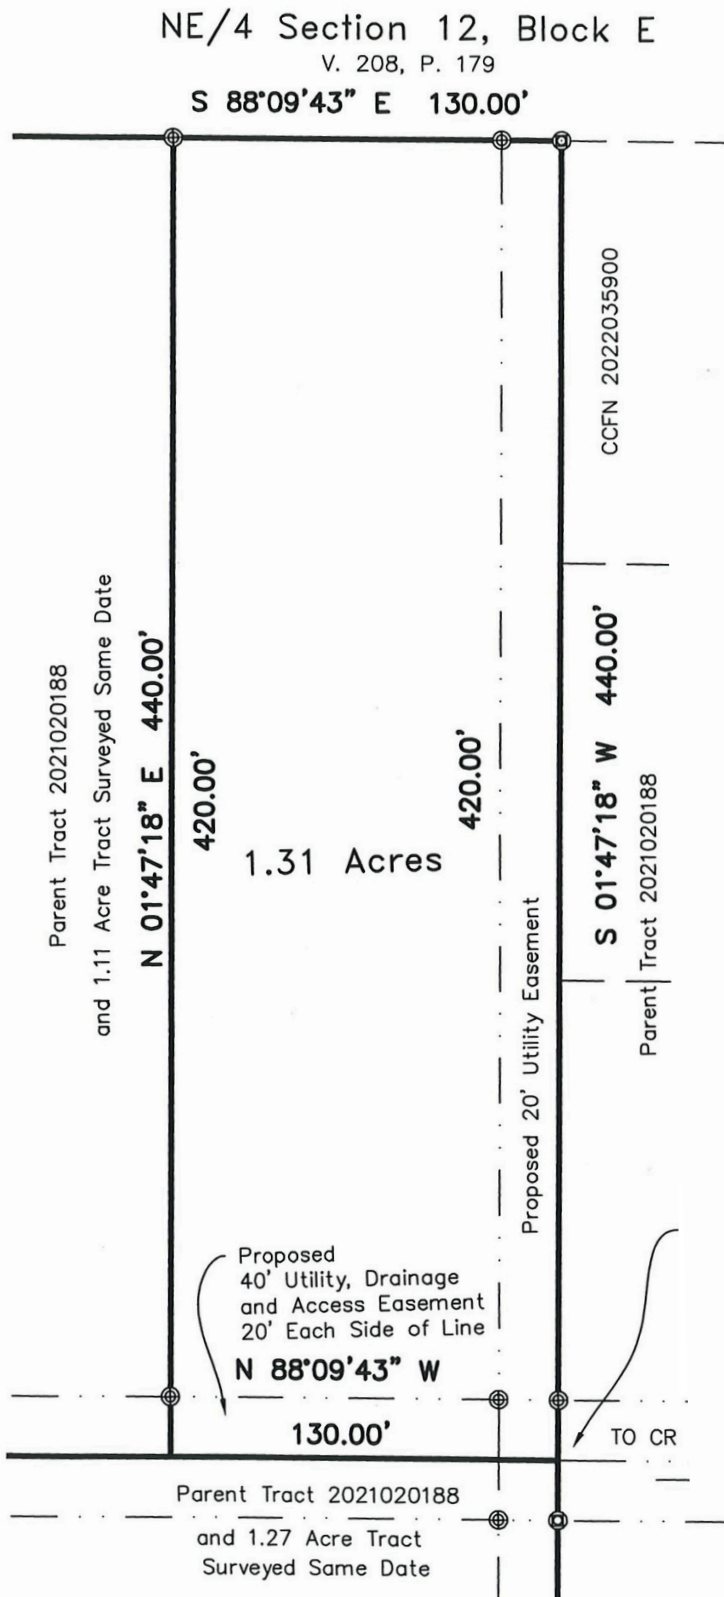 NE/4 Section 12, Block E
V. 208, P. 179
S 88°09'43" E 130.00'
CCFN 2022035900
Parent Tract 2021020188
and 1.11 Acre Tract Surveyed Same Date
N 01°47'18" E 440.00'
420.00'
1.31 Acres
420.00'
Proposed 20' Utility Easement
S 01°47'18" W 440.00'
Parent Tract 2021020188
Proposed
40' Utility, Drainage
and Access Easement
20' Each Side of Line
N 88°09'43" W
130.00'
TO CR
Parent Tract 2021020188
and 1.27 Acre Tract
Surveyed Same Date